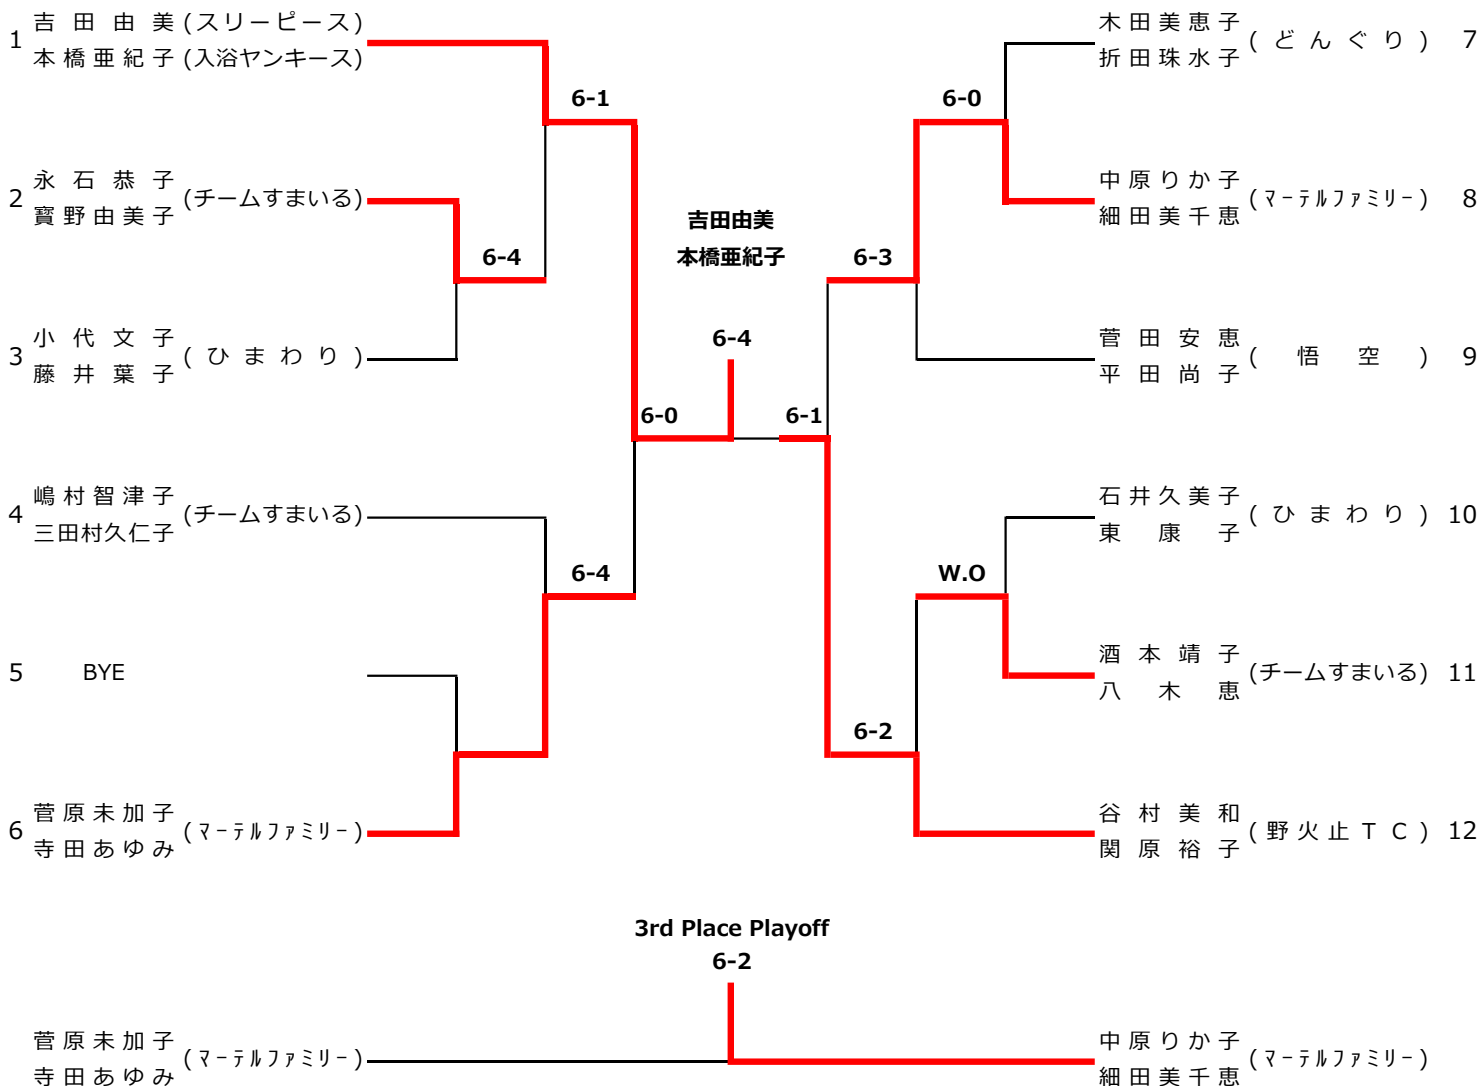 1 吉田由美 (スリーピース)
本橋亜紀子 (入浴ヤンキース)
6-1
2 永石恭子 (チームすまいる)
寳野由美子
6-4
3 小代文子 (ひまわり)
藤井葉子
6-0
4 嶋村智津子 (チームすまいる)
三田村久仁子
6-4
5 BYE
6 菅原未加子 (ﾏｰﾃﾙﾌｧﾐﾘｰ)
寺田あゆみ
吉田由美
本橋亜紀子
6-4
木田美恵子 (どんぐり) 7
折田珠水子
6-0
中原りか子 (ﾏｰﾃﾙﾌｧﾐﾘｰ) 8
細田美千恵
6-3
菅田安恵 (悟空) 9
平田尚子
6-1
石井久美子 (ひまわり) 10
東康子
W.O
酒本靖子 (チームすまいる) 11
八木恵
6-2
谷村美和 (野火止TC) 12
関原裕子
3rd Place Playoff
6-2
菅原未加子 (ﾏｰﾃﾙﾌｧﾐﾘｰ)
寺田あゆみ
中原りか子 (ﾏｰﾃﾙﾌｧﾐﾘｰ)
細田美千恵